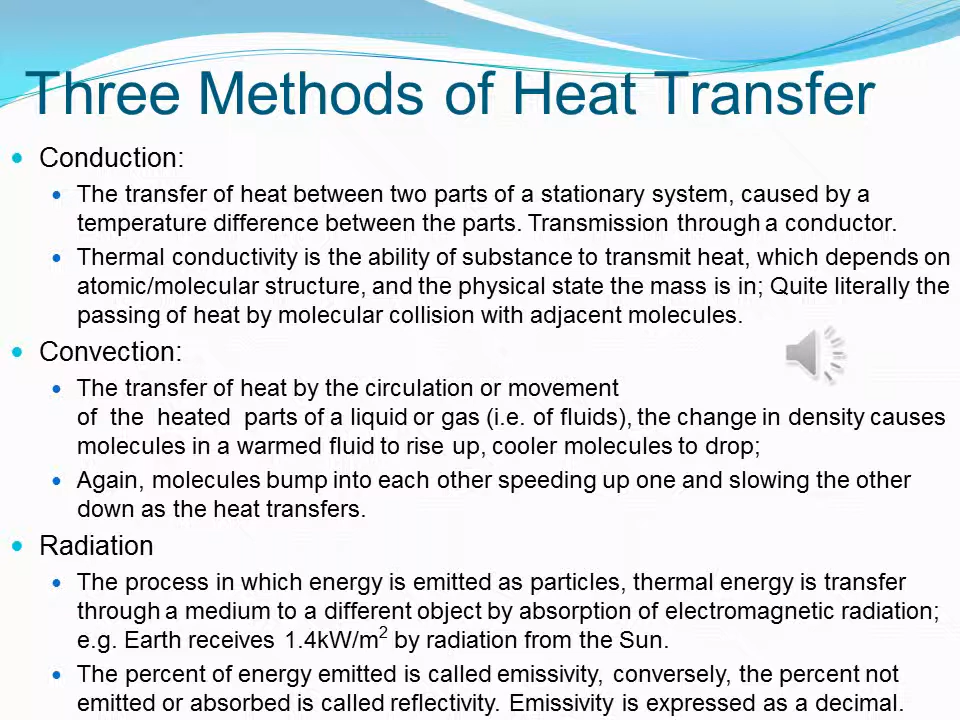 Three Methods of Heat Transfer
Conduction:
The transfer of heat between two parts of a stationary system, caused by a
temperature difference between the parts. Transmission through a conductor.
Thermal conductivity is the ability of substance to transmit heat, which depends on
atomic/molecular structure, and the physical state the mass is in; Quite literally the
passing of heat by molecular collision with adjacent molecules.
Convection:
The transfer of heat by the circulation or movement
of the heated parts of a liquid or gas (i.e. of fluids), the change in density causes
molecules in a warmed fluid to rise up, cooler molecules to drop;
Again, molecules bump into each other speeding up one and slowing the other
down as the heat transfers.
Radiation
The process in which energy is emitted as particles, thermal energy is transfer
through a medium to a different object by absorption of electromagnetic radiation;
e.g. Earth receives 1.4kW/m² by radiation from the Sun.
The percent of energy emitted is called emissivity, conversely, the percent not
emitted or absorbed is called reflectivity. Emissivity is expressed as a decimal.